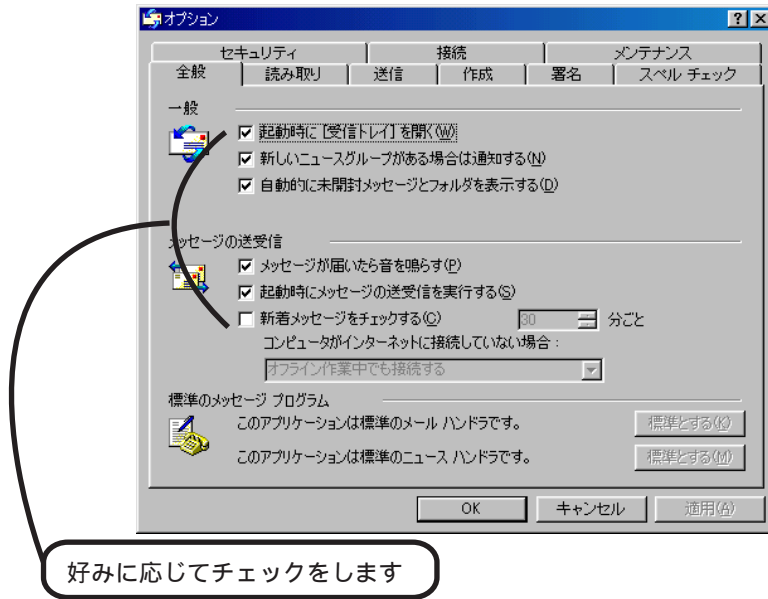 オプション
セキュリティ 接続 メンテナンス
全般 読み取り 送信 作成 署名 スペル チェック
一般
起動時に [受信トレイ] を開く(W)
新しいニュースグループがある場合は通知する(N)
自動的に未開封メッセージとフォルダを表示する(D)
メッセージの送受信
メッセージが届いたら音を鳴らす(P)
起動時にメッセージの送受信を実行する(S)
新着メッセージをチェックする(C) 30 分ごと
コンピュータがインターネットに接続していない場合 :
オフライン作業中でも接続する
標準のメッセージ プログラム
このアプリケーションは標準のメール ハンドラです。 標準とする(K)
このアプリケーションは標準のニュース ハンドラです。 標準とする(M)
OK キャンセル 適用(A)
好みに応じてチェックをします